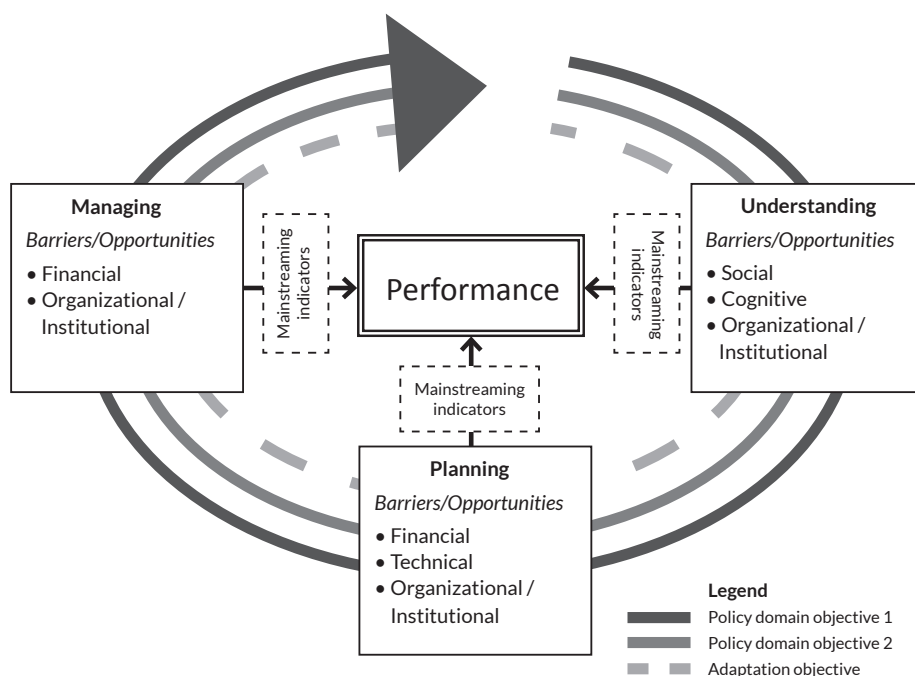 Managing
Barriers/Opportunities
• Financial
• Organizational /
Institutional
Mainstreaming
indicators
Performance
Mainstreaming
indicators
Understanding
Barriers/Opportunities
• Social
• Cognitive
• Organizational /
Institutional
Mainstreaming
indicators
Planning
Barriers/Opportunities
• Financial
• Technical
• Organizational /
Institutional
Legend
Policy domain objective 1
Policy domain objective 2
Adaptation objective